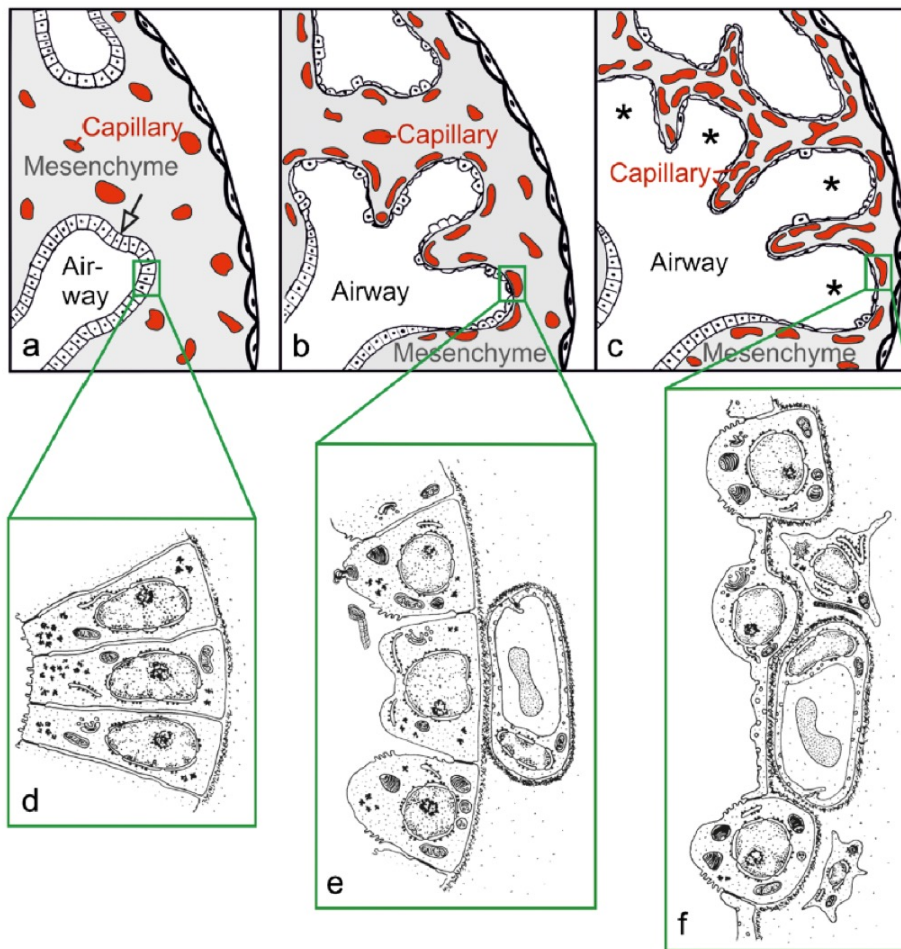 a
Capillary
Mesenchyme
Air-
way
b
Capillary
Airway
Mesenchyme
c
*
*
Capillary
*
Airway
*
Mesenchyme
d
e
f